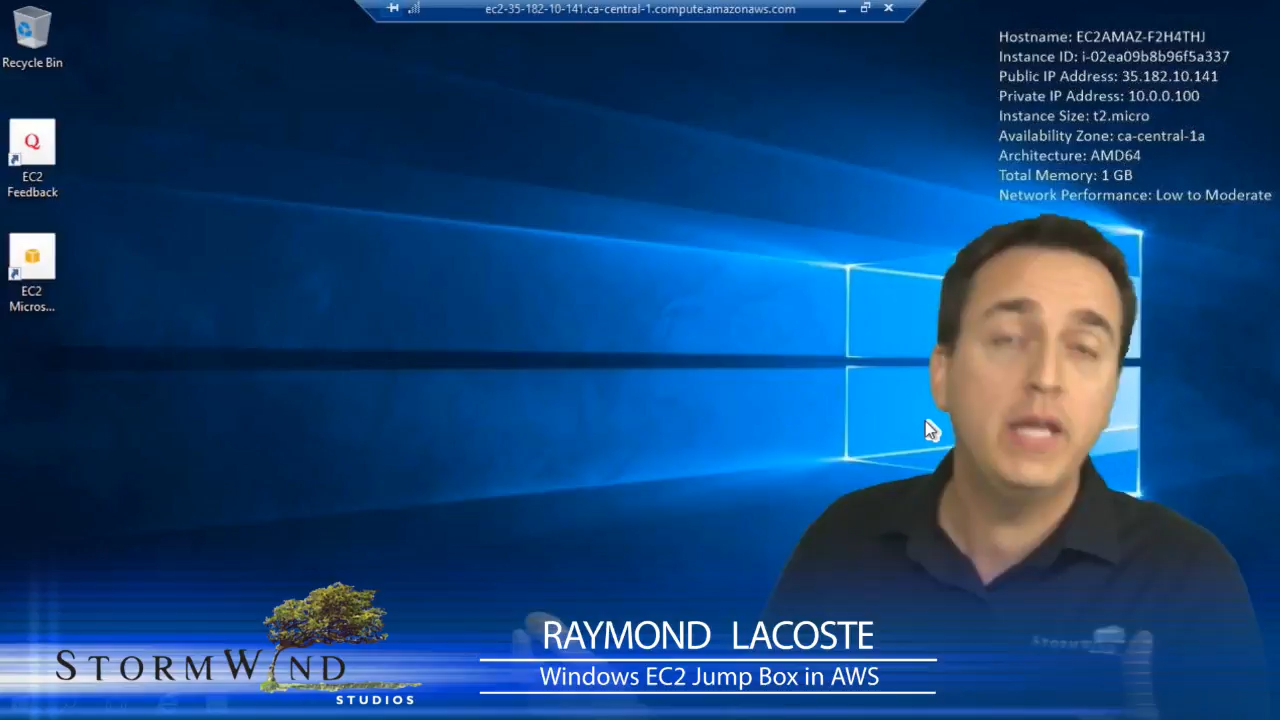 ec2-35-182-10-141.ca-central-1.compute.amazonaws.com
Recycle Bin
Hostname: EC2AMAZ-F2H4THJ
Instance ID: i-02ea09b8b96f5a337
Public IP Address: 35.182.10.141
Private IP Address: 10.0.0.100
Instance Size: t2.micro
Availability Zone: ca-central-1a
Architecture: AMD64
Total Memory: 1 GB
Network Performance: Low to Moderate
Q
EC2
Feedback
EC2
Micros...
RAYMOND LACOSTE
Windows EC2 Jump Box in AWS
STORMWIND
STUDIOS